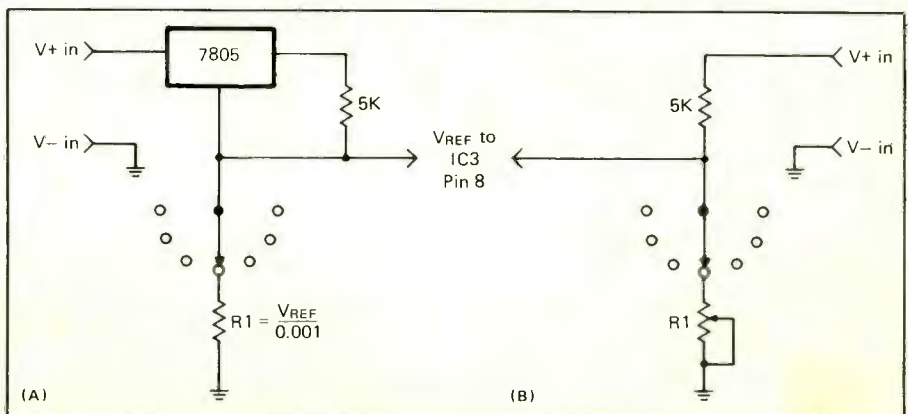 V+ in
7805
5K
V− in
VREF to
IC3
Pin 8
R1 = VREF
0.001
(A)
V+ in
5K
V− in
R1
(B)